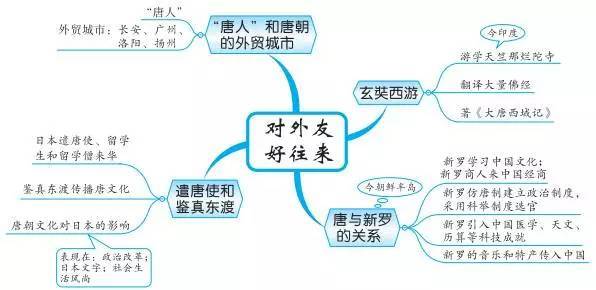 对外友
好往来
“唐人”和唐朝
的外贸城市
“唐人”
外贸城市：长安、广州、
洛阳、扬州
玄奘西游
今印度
游学天竺那烂陀寺
翻译大量佛经
著《大唐西域记》
遣唐使和
鉴真东渡
日本遣唐使、留学
生和留学僧来华
鉴真东渡传播唐文化
唐朝文化对日本的影响
表现在：政治改革；
日本文字；社会生
活风尚
唐与新罗
的关系
今朝鲜半岛
新罗学习中国文化；
新罗商人来中国经商
新罗仿唐制建立政治制度，
采用科举制度选官
新罗引入中国医学、天文、
历算等科技成就
新罗的音乐和特产传入中国